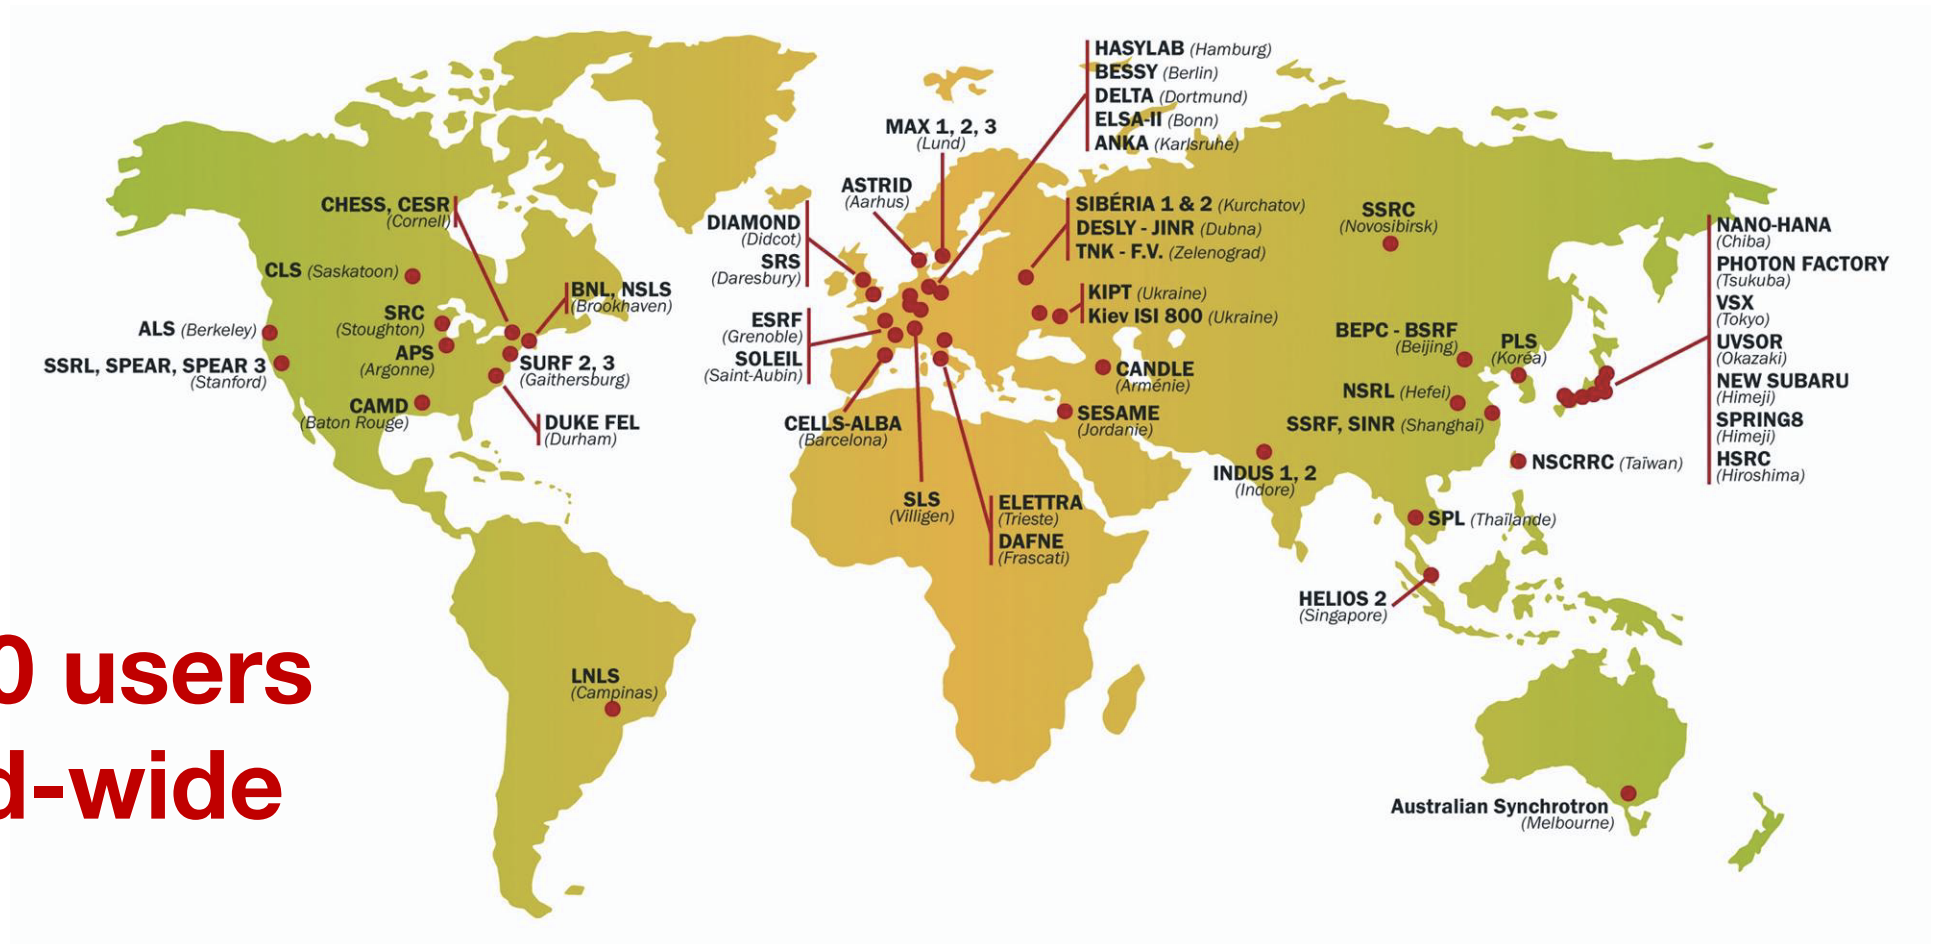 HASYLAB (Hamburg)
BESSY (Berlin)
DELTA (Dortmund)
ELSA-II (Bonn)
ANKA (Karlsruhe)
MAX 1, 2, 3
(Lund)
ASTRID
(Aarhus)
DIAMOND
(Didcot)
SRS
(Daresbury)
ESRF
(Grenoble)
SOLEIL
(Saint-Aubin)
CELLS-ALBA
(Barcelona)
SLS
(Villigen)
ELETTRA
(Trieste)
DAFNE
(Frascati)
SIBÉRIA 1 & 2 (Kurchatov)
DESLY - JINR (Dubna)
TNK - F.V. (Zelenograd)
KIPT (Ukraine)
Kiev ISI 800 (Ukraine)
CANDLE
(Arménie)
SESAME
(Jordanie)
CHESS, CESR
(Cornell)
CLS (Saskatoon)
BNL, NSLS
(Brookhaven)
SRC
(Stoughton)
ALS (Berkeley)
APS
(Argonne)
SURF 2, 3
(Gaithersburg)
SSRL, SPEAR, SPEAR 3
(Stanford)
CAMD
(Baton Rouge)
DUKE FEL
(Durham)
LNLS
(Campinas)
SSRC
(Novosibirsk)
BEPC - BSRF
(Beijing)
PLS
(Koréa)
NSRL (Hefei)
SSRF, SINR (Shanghaï)
INDUS 1, 2
(Indore)
NSCRRC (Taïwan)
SPL (Thaïlande)
HELIOS 2
(Singapore)
NANO-HANA
(Chiba)
PHOTON FACTORY
(Tsukuba)
VSX
(Tokyo)
UVSOR
(Okazaki)
NEW SUBARU
(Himeji)
SPRING8
(Himeji)
HSRC
(Hiroshima)
Australian Synchrotron
(Melbourne)
0 users
d-wide